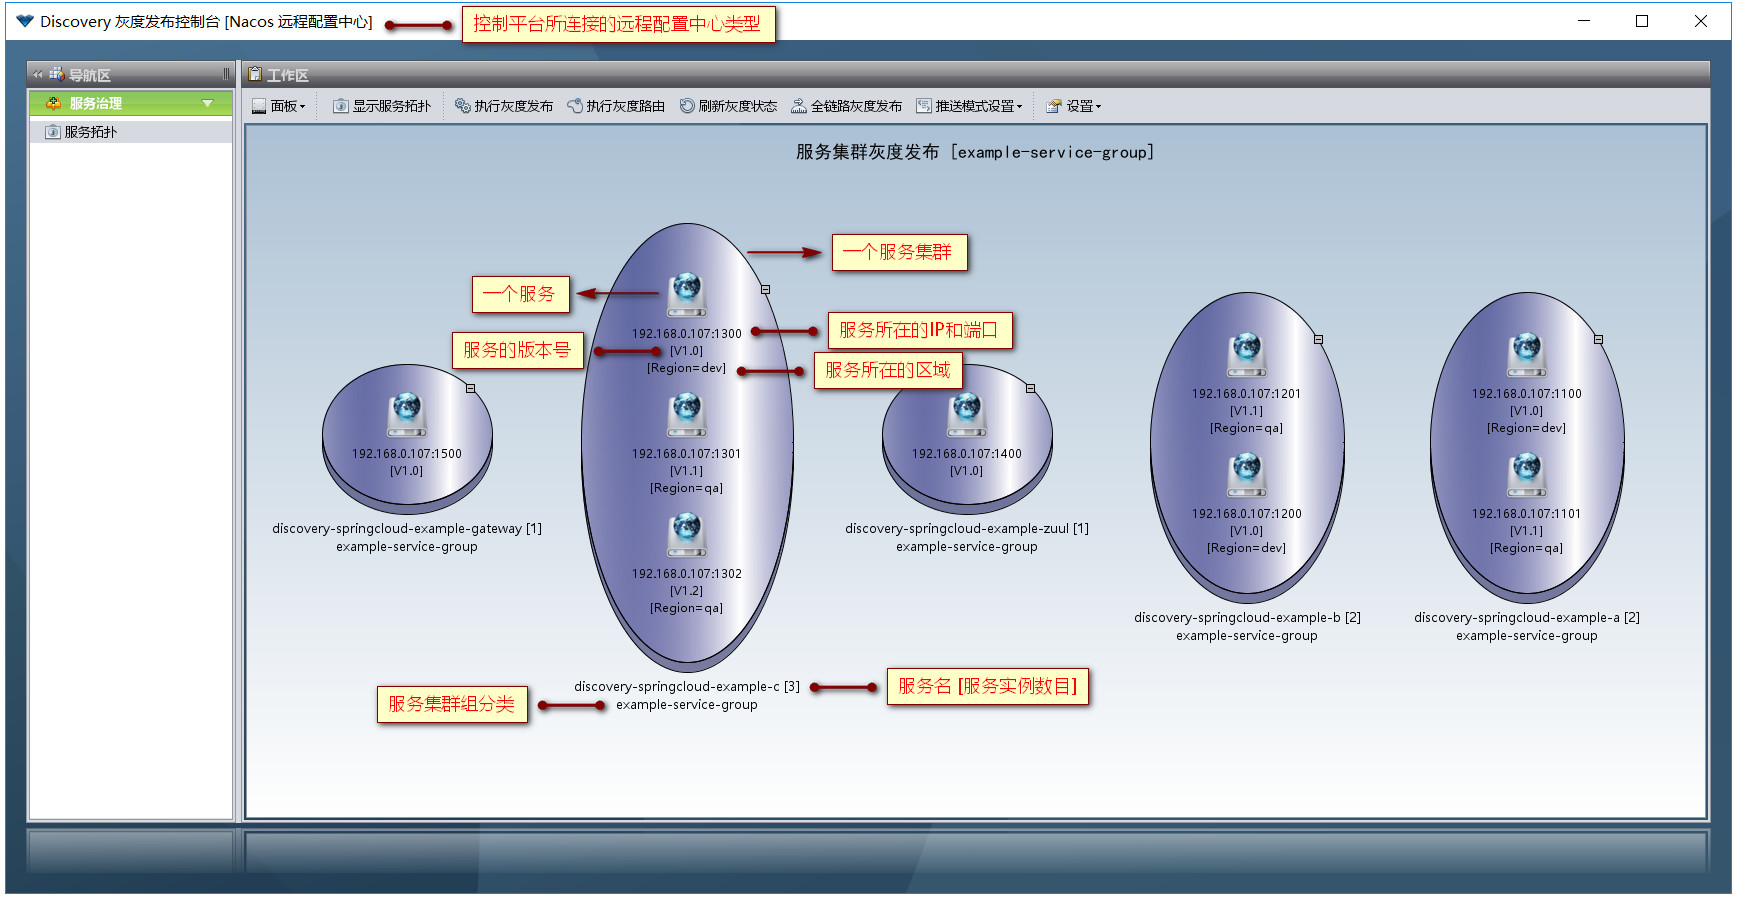 Discovery 灰度发布控制台 [Nacos 远程配置中心]
控制平台所连接的远程配置中心类型
导航区
工作区
服务治理
服务拓扑
面板 显示服务拓扑 执行灰度发布 执行灰度路由 刷新灰度状态 全链路灰度发布 推送模式设置 设置
服务集群灰度发布 [example-service-group]
一个服务集群
一个服务
服务所在的IP和端口
服务的版本号
服务所在的区域
192.168.0.107:1500
[V1.0]
discovery-springcloud-example-gateway [1]
example-service-group
192.168.0.107:1300
[V1.0]
[Region=dev]
192.168.0.107:1301
[V1.1]
[Region=qa]
192.168.0.107:1302
[V1.2]
[Region=qa]
discovery-springcloud-example-c [3]
example-service-group
服务名 [服务实例数目]
服务集群组分类
192.168.0.107:1400
[V1.0]
discovery-springcloud-example-zuul [1]
example-service-group
192.168.0.107:1201
[V1.1]
[Region=qa]
192.168.0.107:1200
[V1.0]
[Region=dev]
discovery-springcloud-example-b [2]
example-service-group
192.168.0.107:1100
[V1.0]
[Region=dev]
192.168.0.107:1101
[V1.1]
[Region=qa]
discovery-springcloud-example-a [2]
example-service-group